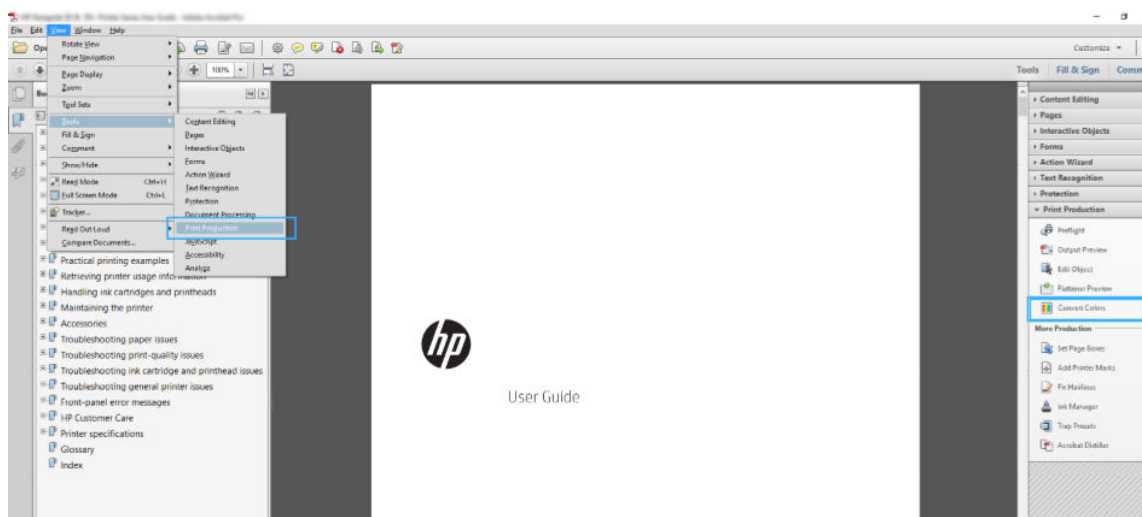 File Edit View Window Help
Customize
100%
Tools Fill & Sign Comm
Rotate View
Page Navigation
Page Display
Zoom
Tool Sets
Tools
Fill & Sign
Comment
Show/Hide
Read Mode Ctrl+H
Full Screen Mode Ctrl+L
Tracker...
Read Out Loud
Compare Documents...
Content Editing
Pages
Interactive Objects
Forms
Action Wizard
Text Recognition
Protection
Document Processing
Print Production
JavaScript
Accessibility
Analyze
Practical printing examples
Retrieving printer usage information
Handling ink cartridges and printheads
Maintaining the printer
Accessories
Troubleshooting paper issues
Troubleshooting print-quality issues
Troubleshooting ink cartridge and printhead issues
Troubleshooting general printer issues
Front-panel error messages
HP Customer Care
Printer specifications
Glossary
Index
hp
User Guide
Content Editing
Pages
Interactive Objects
Forms
Action Wizard
Text Recognition
Protection
Print Production
Preflight
Output Preview
Edit Object
Flattener Preview
Convert Colors
More Production
Set Page Boxes
Add Printer Marks
Fix Hairlines
Ink Manager
Trap Presets
Acrobat Distiller